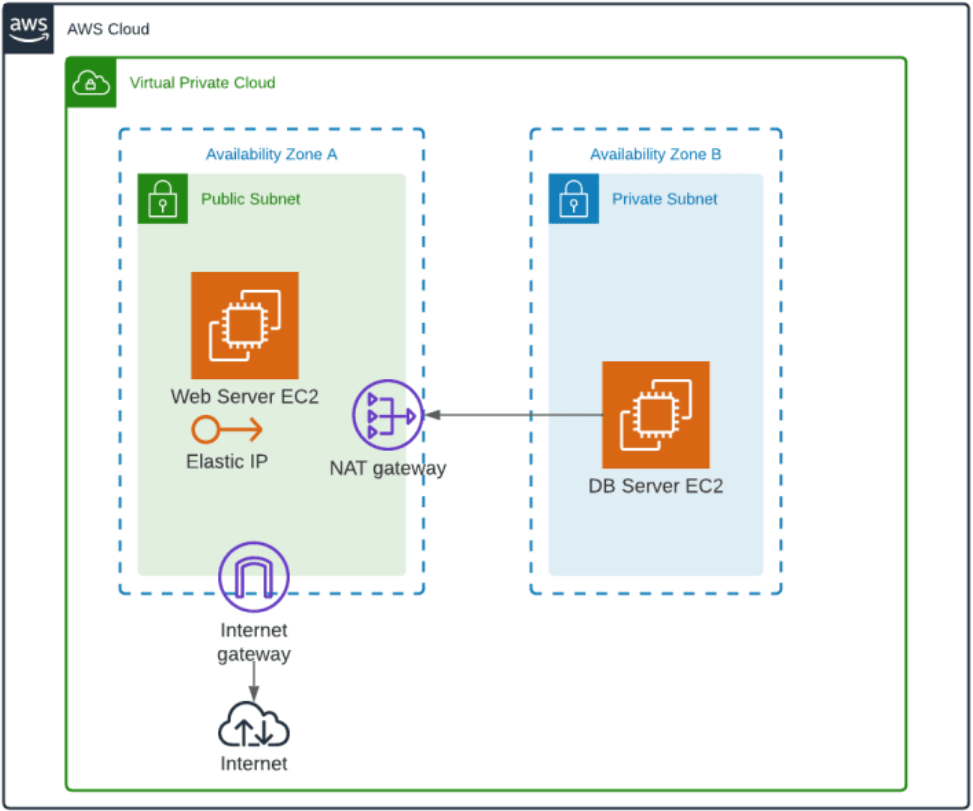 aws
AWS Cloud
Virtual Private Cloud
Availability Zone A
Availability Zone B
Public Subnet
Private Subnet
Web Server EC2
Elastic IP
NAT gateway
DB Server EC2
Internet
gateway
Internet